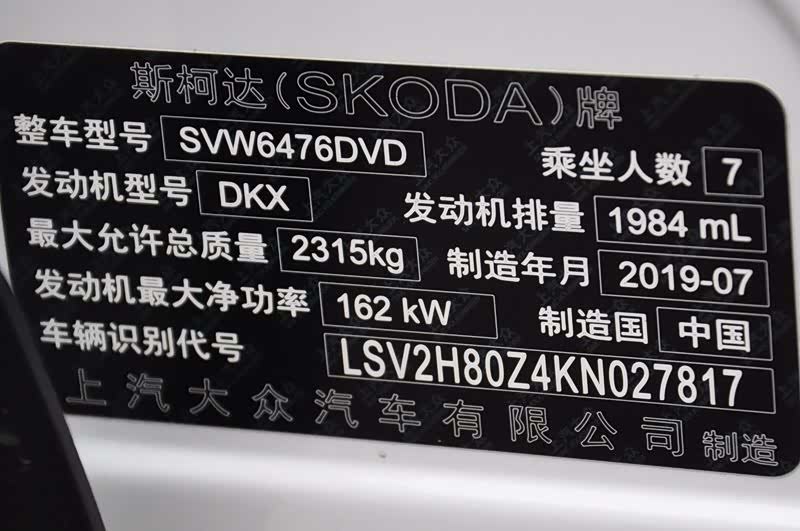 斯柯达(SKODA)牌
整车型号 SVW6476DVD 乘坐人数 7
发动机型号 DKX 发动机排量 1984 mL
最大允许总质量 2315kg 制造年月 2019-07
发动机最大净功率 162 kW 制造国 中国
车辆识别代号 LSV2H80Z4KN027817
上汽大众汽车有限公司 制造